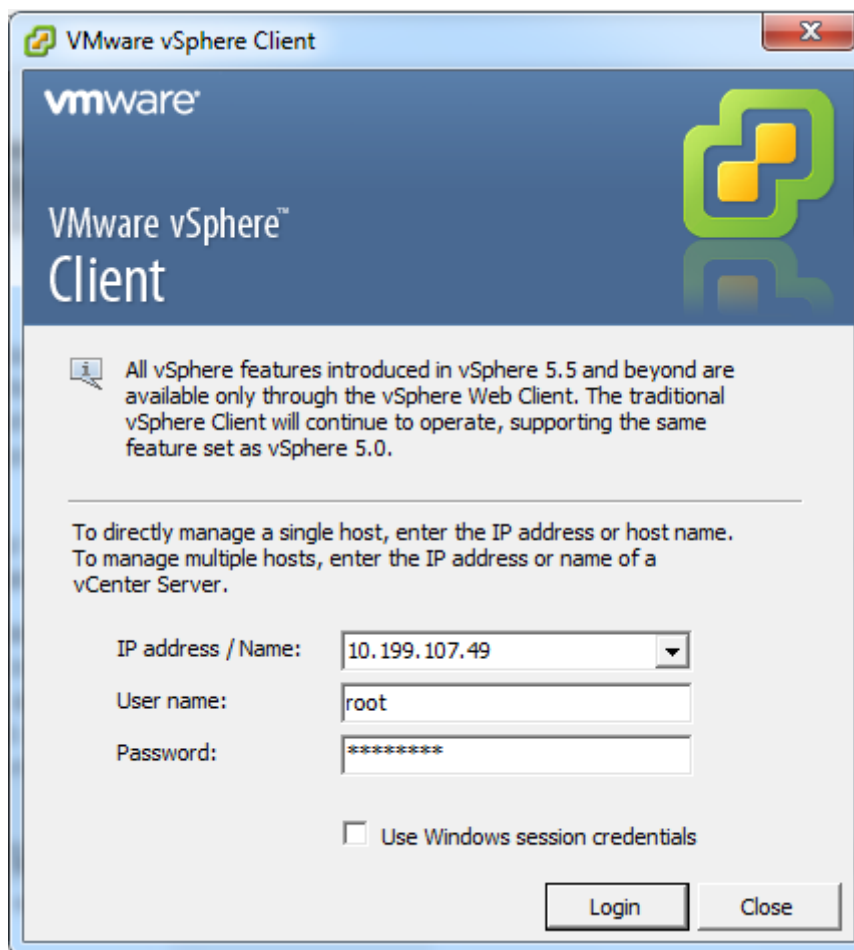 VMware vSphere Client
vmware
VMware vSphere™
Client
All vSphere features introduced in vSphere 5.5 and beyond are
available only through the vSphere Web Client. The traditional
vSphere Client will continue to operate, supporting the same
feature set as vSphere 5.0.
To directly manage a single host, enter the IP address or host name.
To manage multiple hosts, enter the IP address or name of a
vCenter Server.
IP address / Name: 10.199.107.49
User name: root
Password: ********
Use Windows session credentials
Login Close